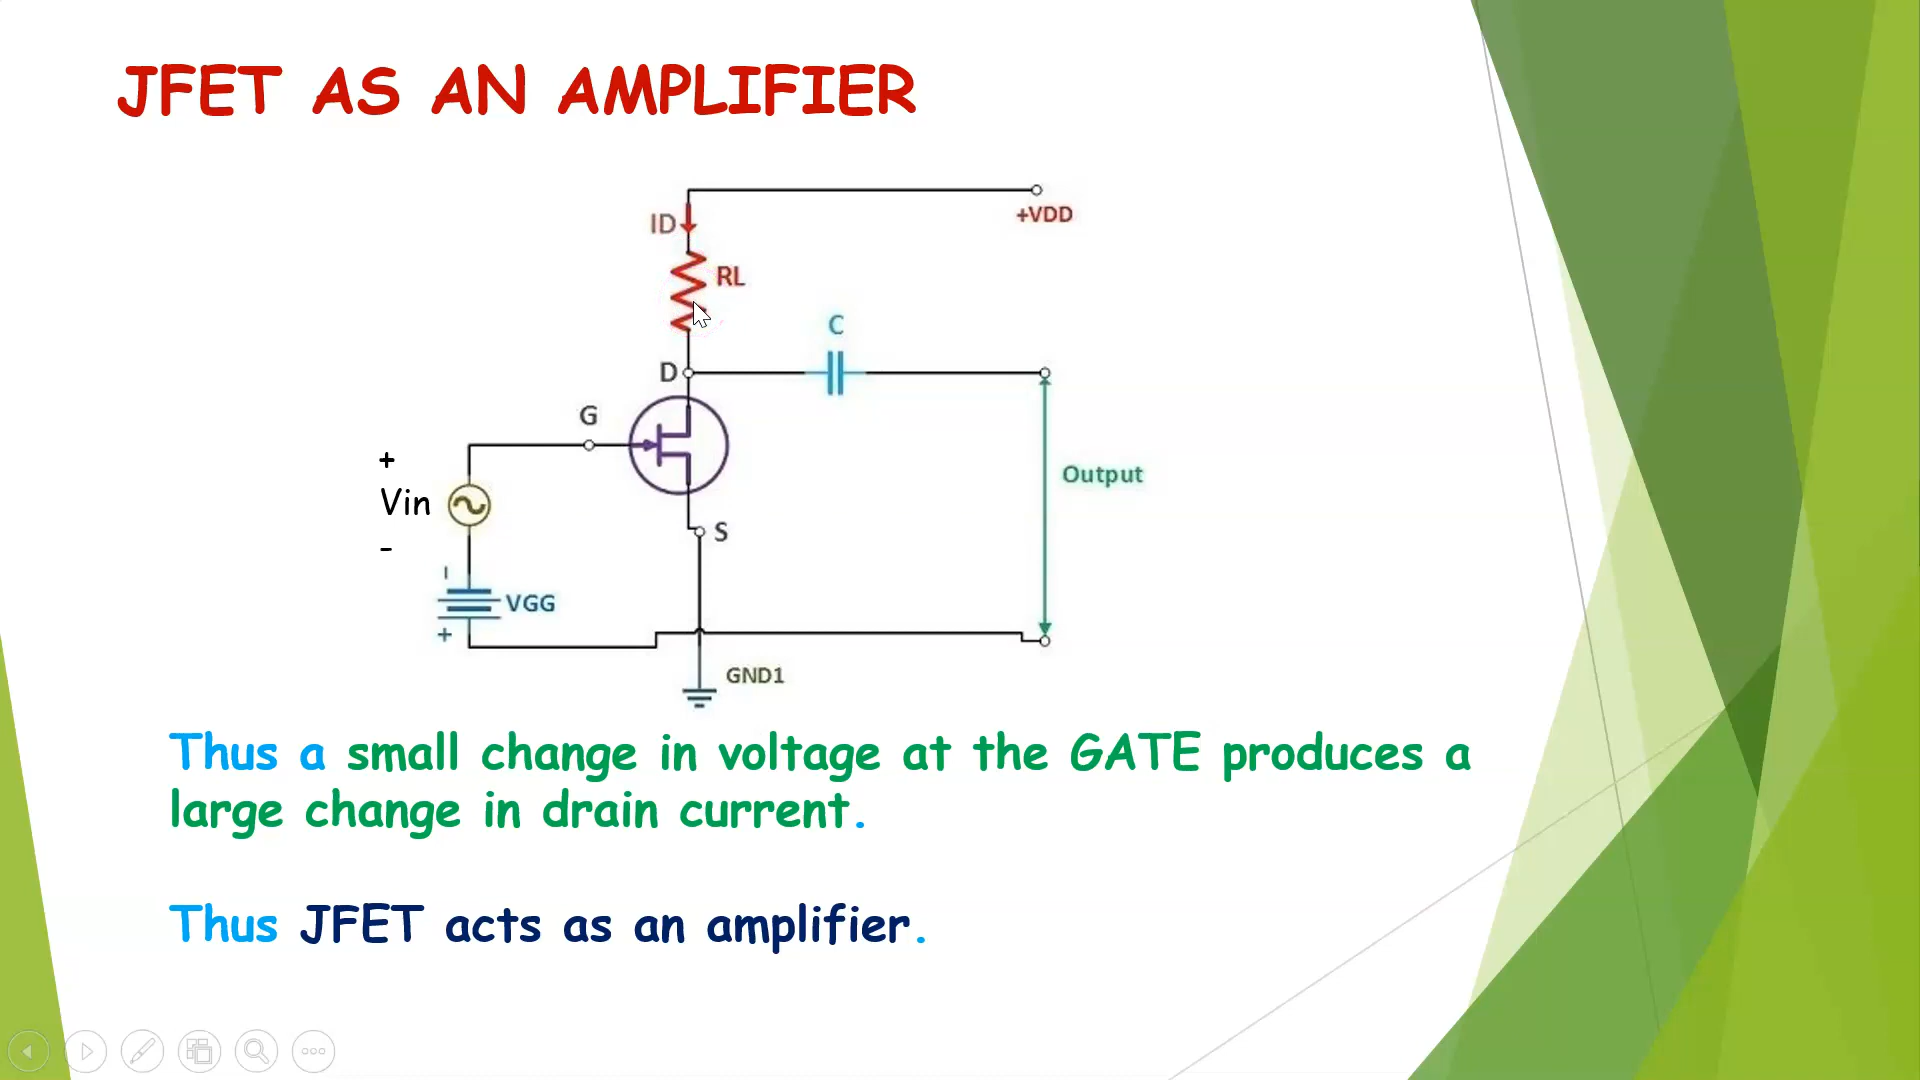 JFET AS AN AMPLIFIER
+VDD
ID
RL
C
D
G
+
Vin
-
Output
S
VGG
+
GND1
Thus a small change in voltage at the GATE produces a
large change in drain current.
Thus JFET acts as an amplifier.